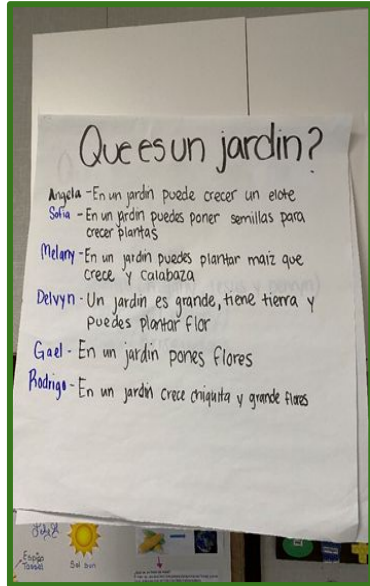 Que es un jardin?
Angela - En un jardin puede crecer un elote
Sofia - En un jardin puedes poner semillas para
crecer plantas
Melany - En un jardin puedes plantar maiz que
crece y calabaza
Delvyn - Un jardin es grande, tiene tierra y
puedes plantar flor
Gael - En un jardin pones flores
Rodrigo - En un jardin crece chiquita y grande flores
Espiga
Sol sun